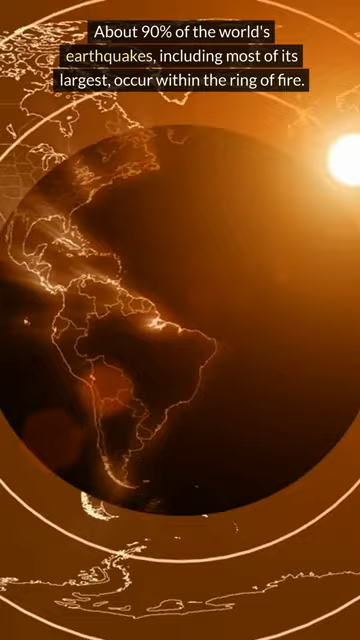 About 90% of the world's
earthquakes, including most of its
largest, occur within the ring of fire.